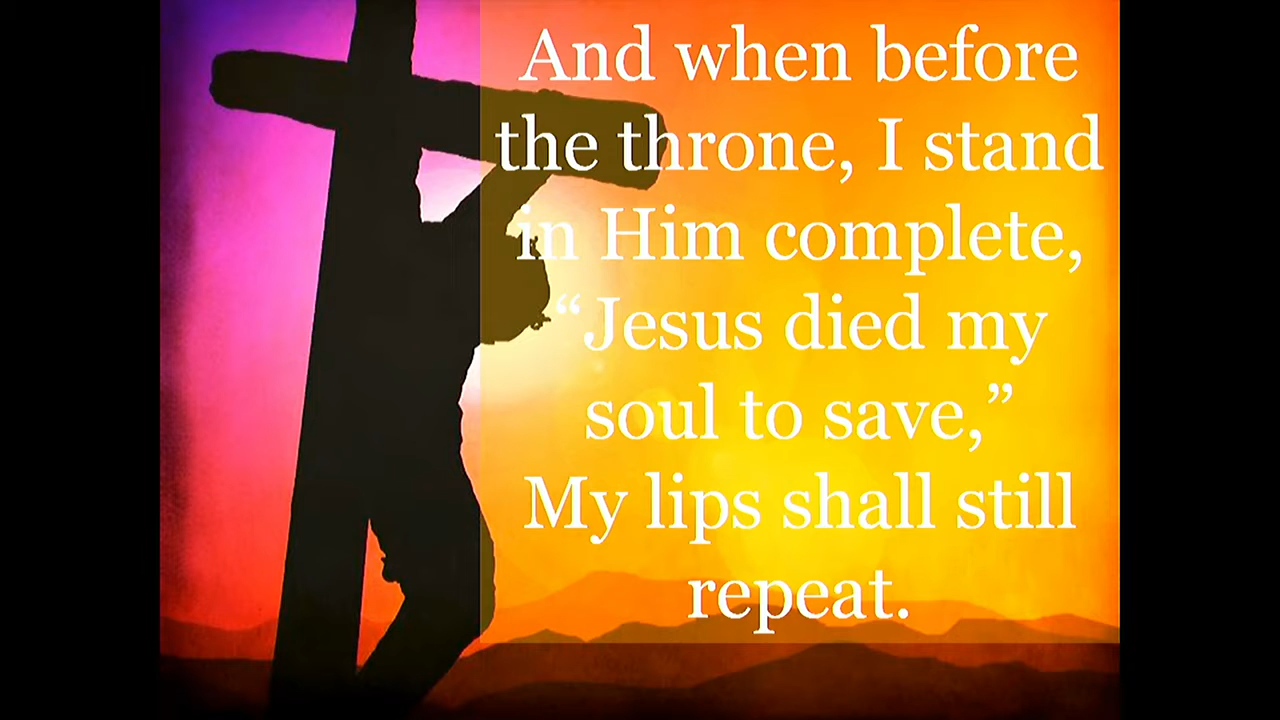 And when before
the throne, I stand
in Him complete,
“Jesus died my
soul to save,”
My lips shall still
repeat.